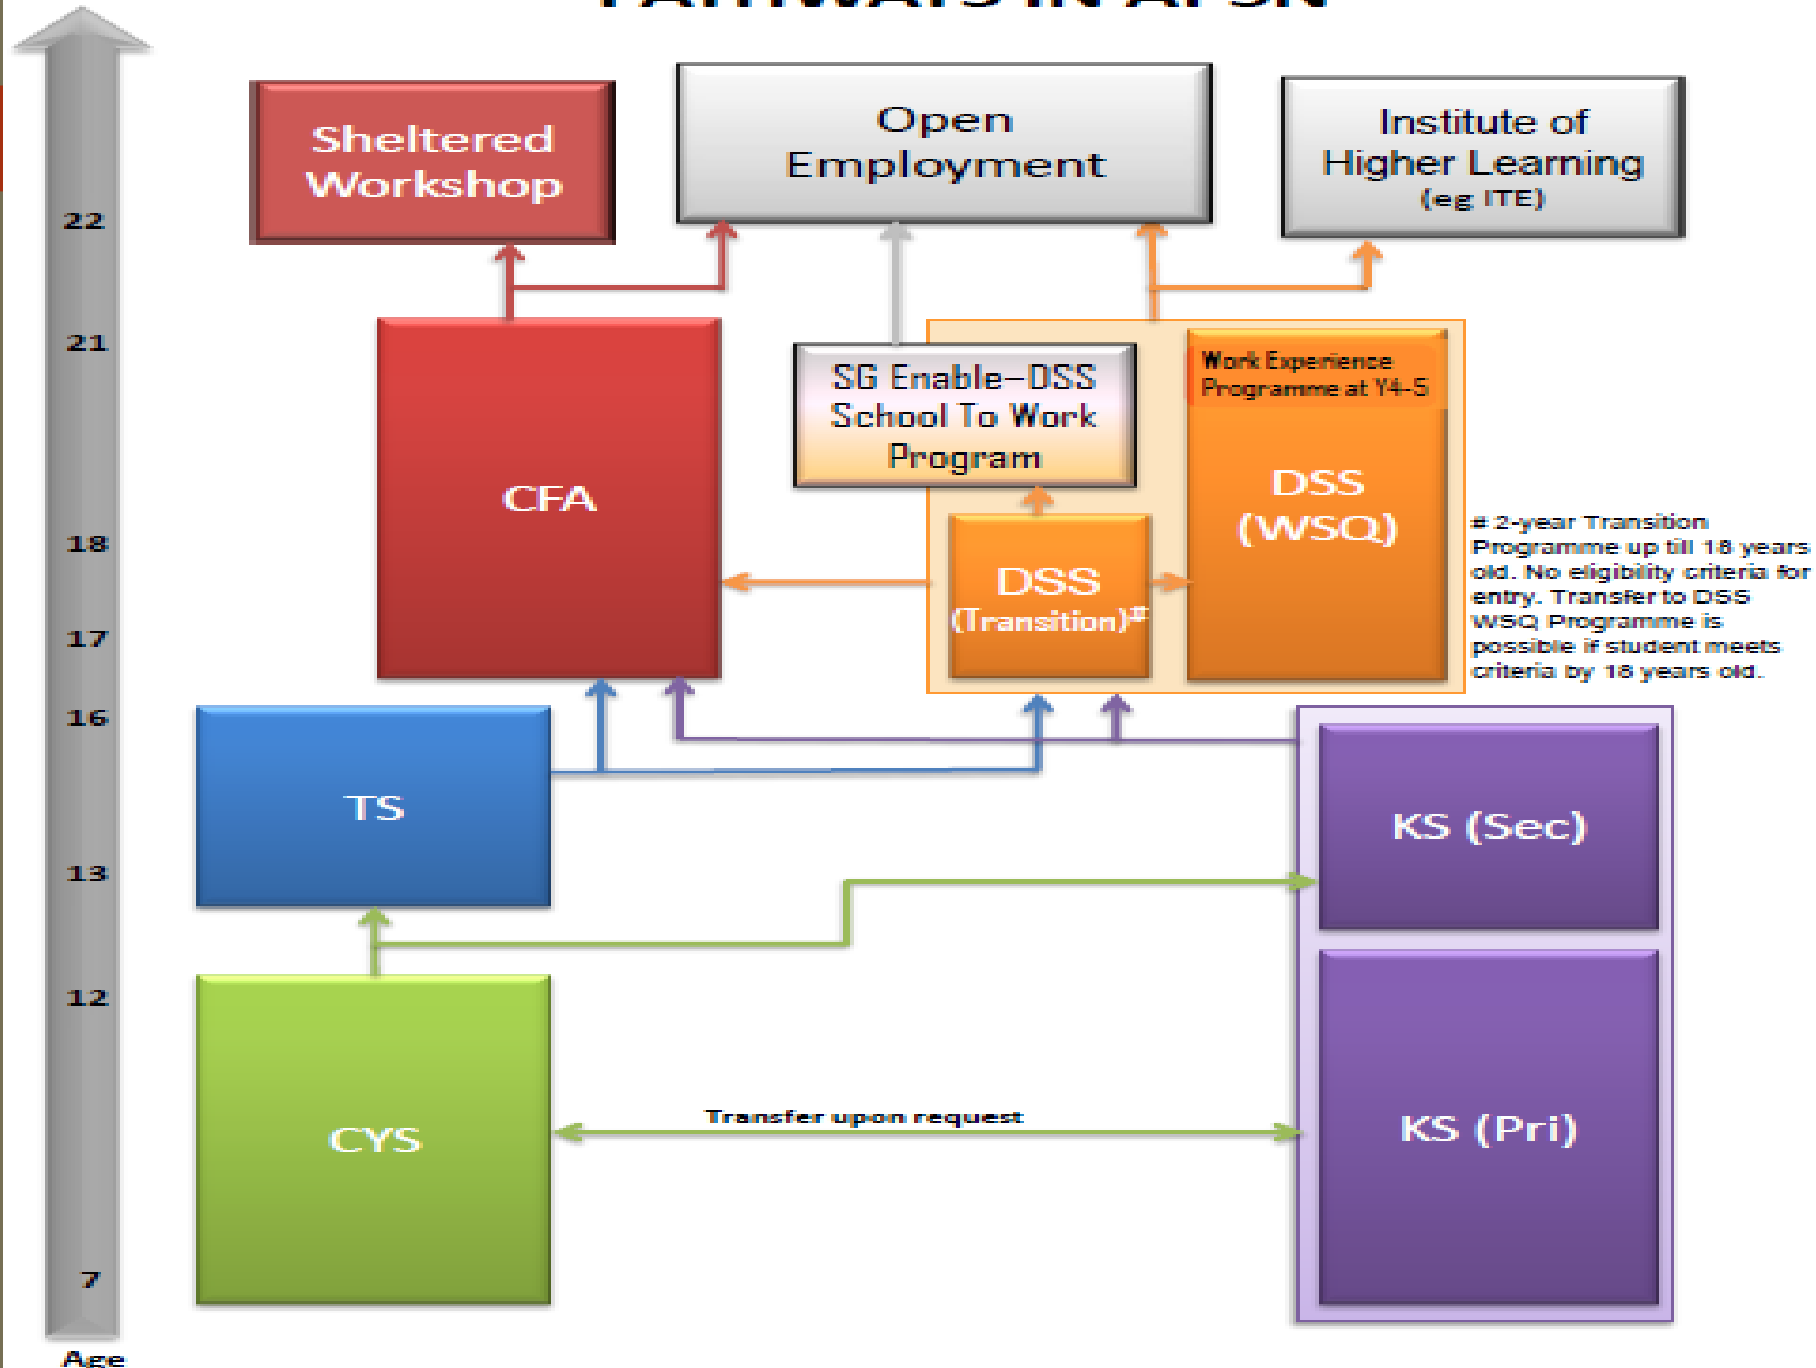 PATHWAYS IN APSN
Sheltered
Workshop
Open
Employment
Institute of
Higher Learning
(eg ITE)
22
21
SG Enable-DSS
School To Work
Program
Work Experience
Programme at Y4-5
CFA
DSS
(WSQ)
18
DSS
(Transition)#
# 2-year Transition
Programme up till 18 years
old. No eligibility criteria for
entry. Transfer to DSS
WSQ Programme is
possible if student meets
criteria by 18 years old.
17
16
TS
KS (Sec)
13
12
Transfer upon request
CYS
KS (Pri)
7
Age